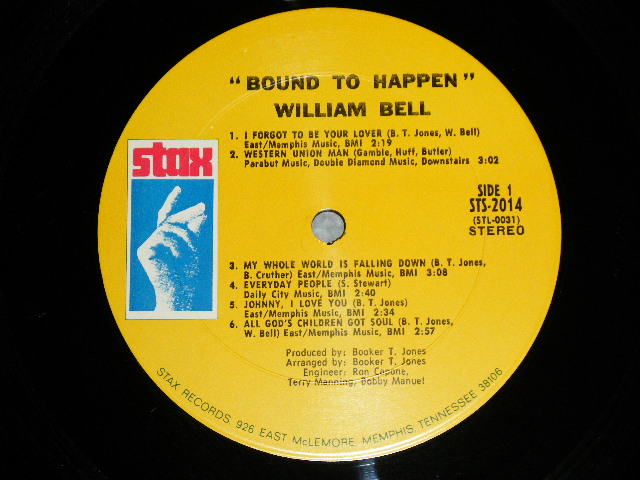 "BOUND TO HAPPEN"
WILLIAM BELL
1. I FORGOT TO BE YOUR LOVER (B. T. Jones, W. Bell)
East/Memphis Music, BMI 2:19
2. WESTERN UNION MAN (Gamble, Huff, Butler)
Parabut Music, Double Diamond Music, Downstairs 3:02
stax
SIDE 1
STS-2014
(STL-0031)
STEREO
3. MY WHOLE WORLD IS FALLING DOWN (B. T. Jones,
B. Cruther) East/Memphis Music, BMI 3:08
4. EVERYDAY PEOPLE (S. Stewart)
Daily City Music, BMI 2:40
5. JOHNNY, I LOVE YOU (B. T. Jones)
East/Memphis Music, BMI 2:34
6. ALL GOD'S CHILDREN GOT SOUL (B. T. Jones,
W. Bell) East/Memphis Music, BMI 2:57
Produced by: Booker T. Jones
Arranged by: Booker T. Jones
Engineer: Ron Capone,
Terry Manning, Bobby Manuel
STAX RECORDS, 926 EAST McLEMORE, MEMPHIS, TENNESSEE 38106